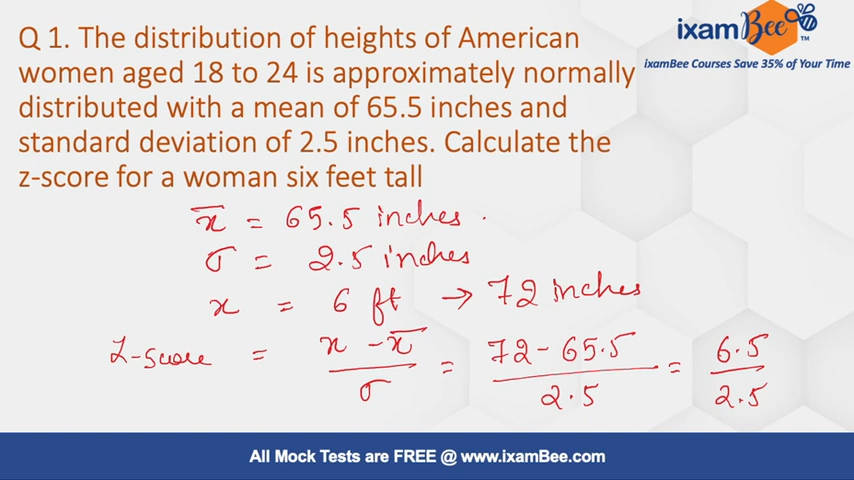 Q 1. The distribution of heights of American
women aged 18 to 24 is approximately normally
distributed with a mean of 65.5 inches and
standard deviation of 2.5 inches. Calculate the
z-score for a woman six feet tall
ixamBee™
ixamBee Courses Save 35% of Your Time
x̅ = 65.5 inches.
σ = 2.5 inches
x = 6 ft → 72 inches
Z-score = (x - x̅)/σ = (72 - 65.5)/2.5 = 6.5/2.5
All Mock Tests are FREE @ www.ixamBee.com